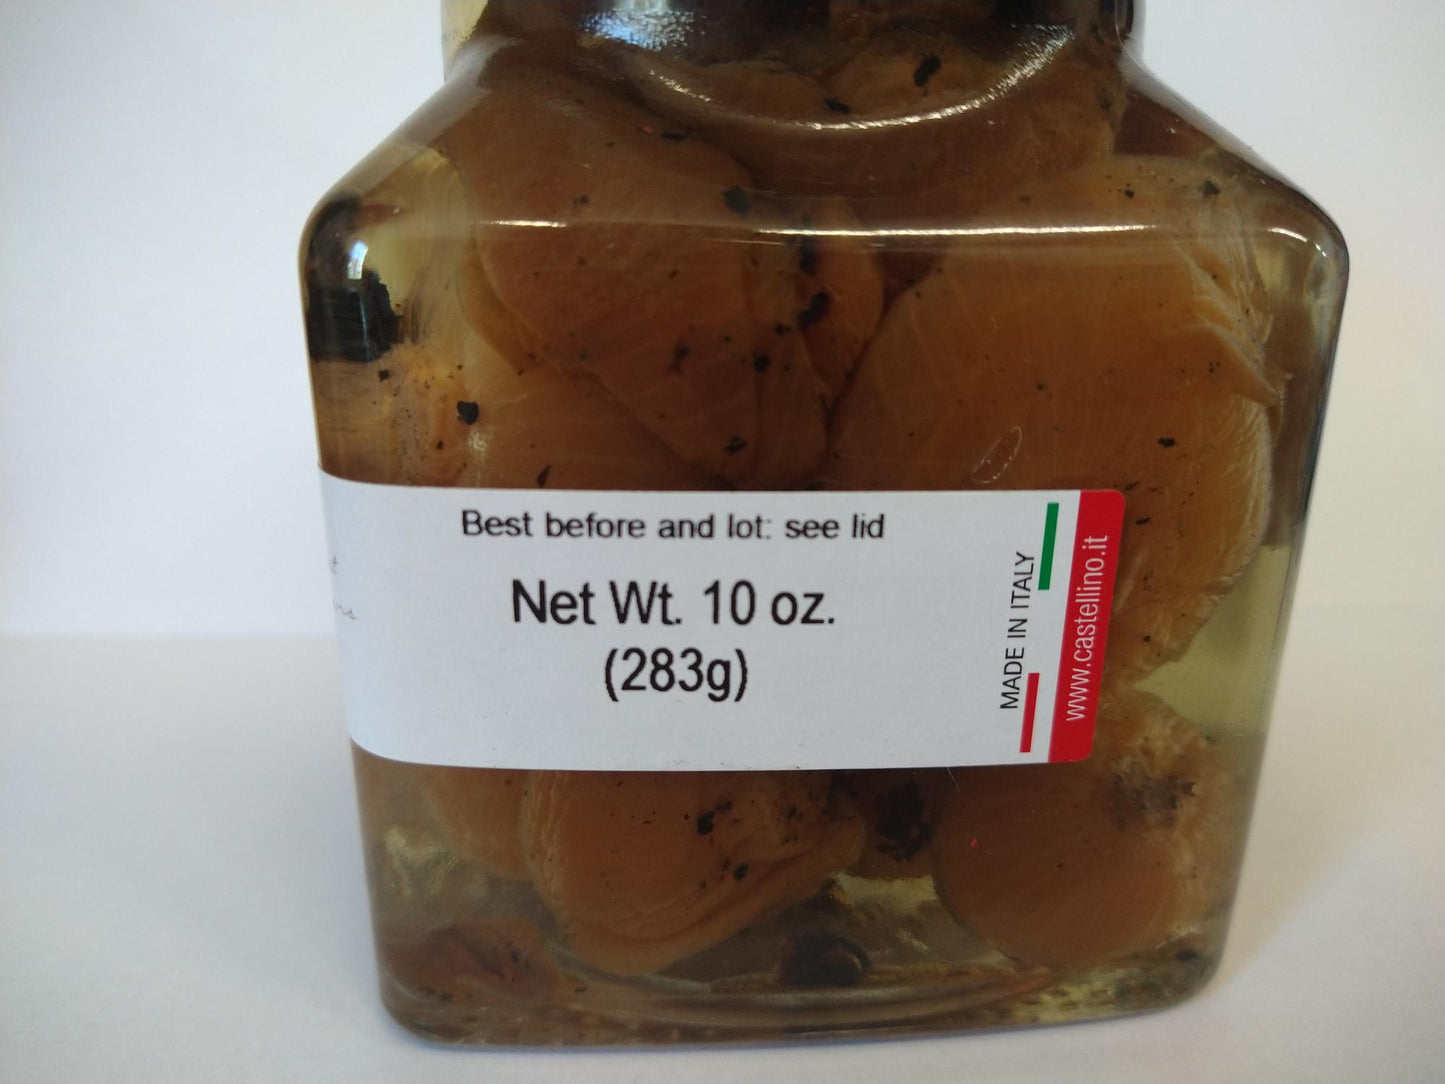 Best before and lot: see lid
Net Wt. 10 oz.
(283g)
MADE IN ITALY
www.castellino.it